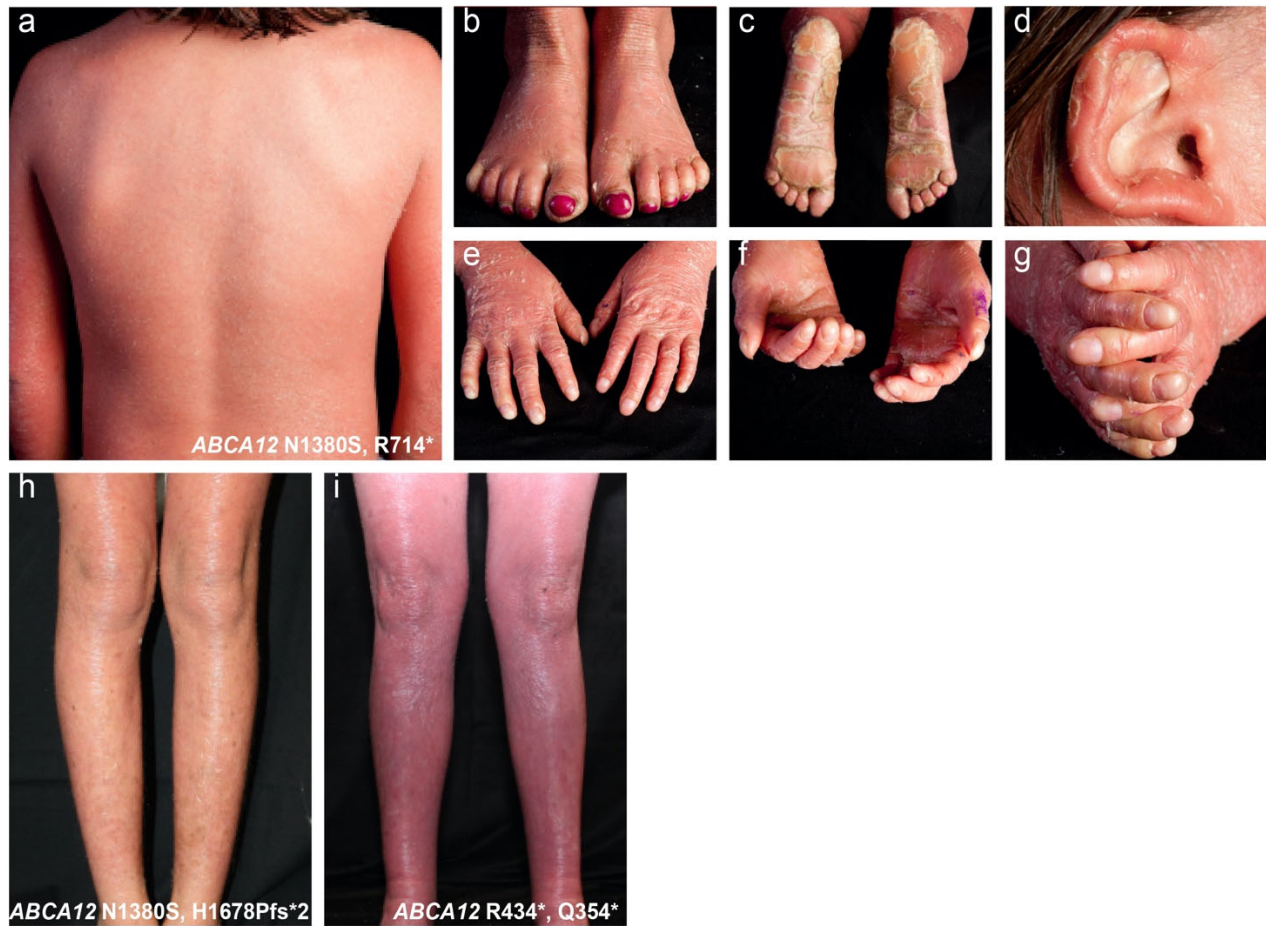 a
b
c
d
ABCA12 N1380S, R714*
e
f
g
h
i
ABCA12 N1380S, H1678Pfs*2
ABCA12 R434*, Q354*